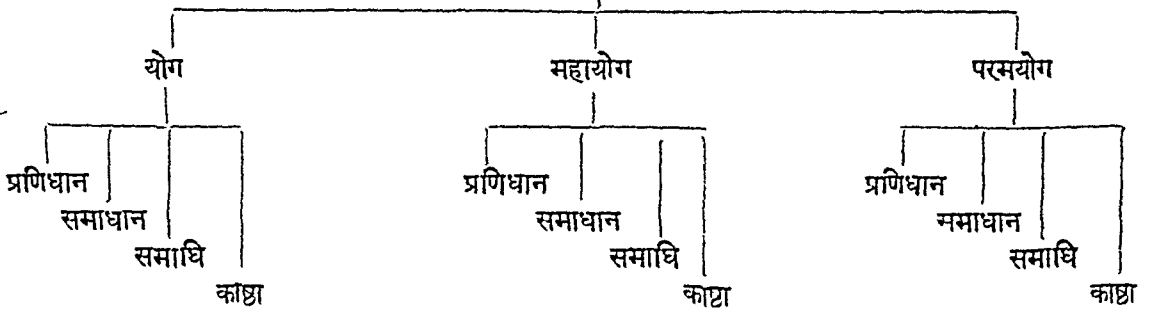 योग महायोग परमयोग
प्रणिधान प्रणिधान प्रणिधान
समाधान समाधान ममाधान
समाधि समाधि समाधि
काष्ठा काष्ठा काष्ठा